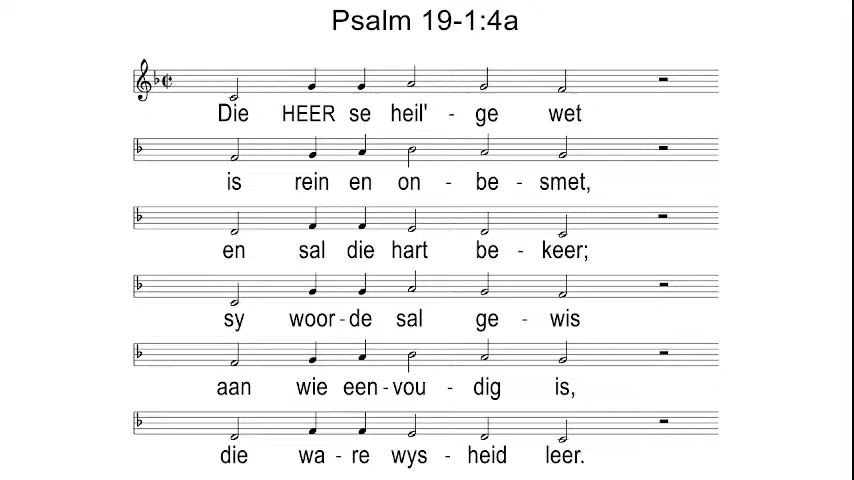 Psalm 19-1:4a
Die HEER se heil' - ge wet
is rein en on - be - smet,
en sal die hart be - keer;
sy woor - de sal ge - wis
aan wie een - vou - dig is,
die wa - re wys - heid leer.